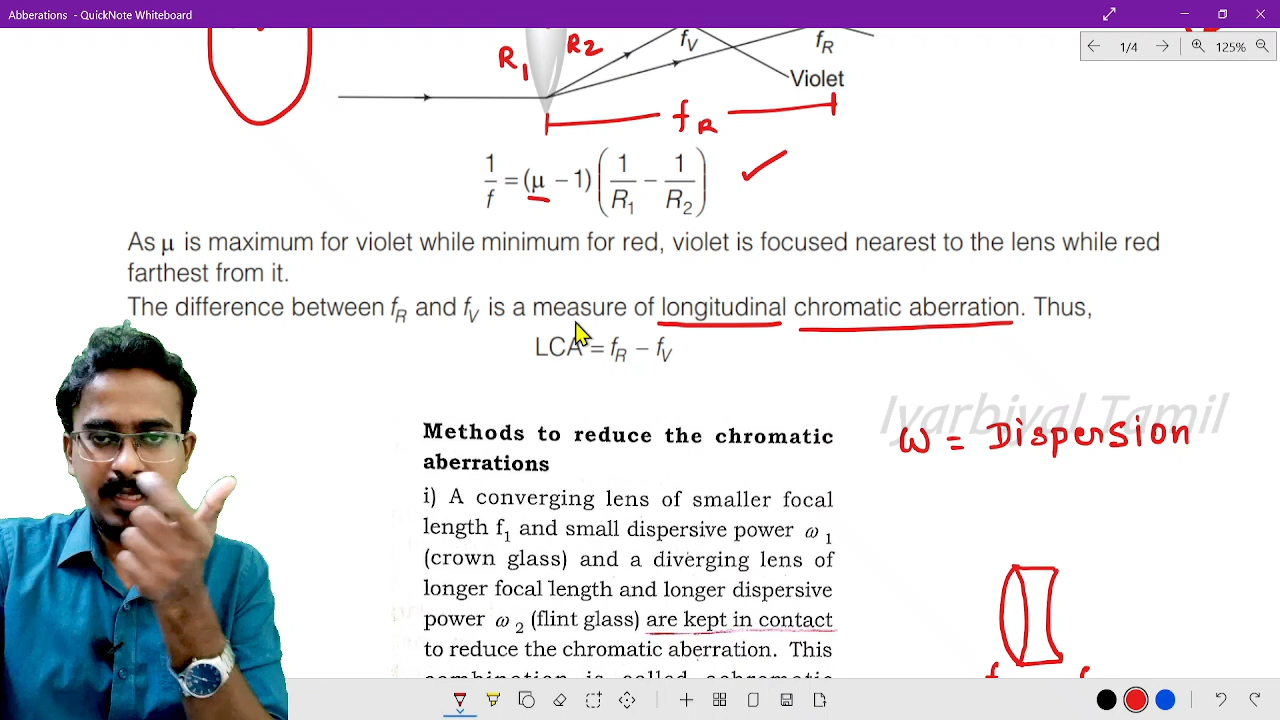 Abberations - QuickNote Whiteboard
1/4
125%
R1
R2
fV
fR
Violet
fR
1/f = (μ − 1) (1/R1 − 1/R2)
As μ is maximum for violet while minimum for red, violet is focused nearest to the lens while red
farthest from it.
The difference between fR and fV is a measure of longitudinal chromatic aberration. Thus,
LCA = fR − fV
Iyarbiyal Tamil
ω = Dispersion
Methods to reduce the chromatic
aberrations
i) A converging lens of smaller focal
length f1 and small dispersive power ω1
(crown glass) and a diverging lens of
longer focal length and longer dispersive
power ω2 (flint glass) are kept in contact
to reduce the chromatic aberration. This